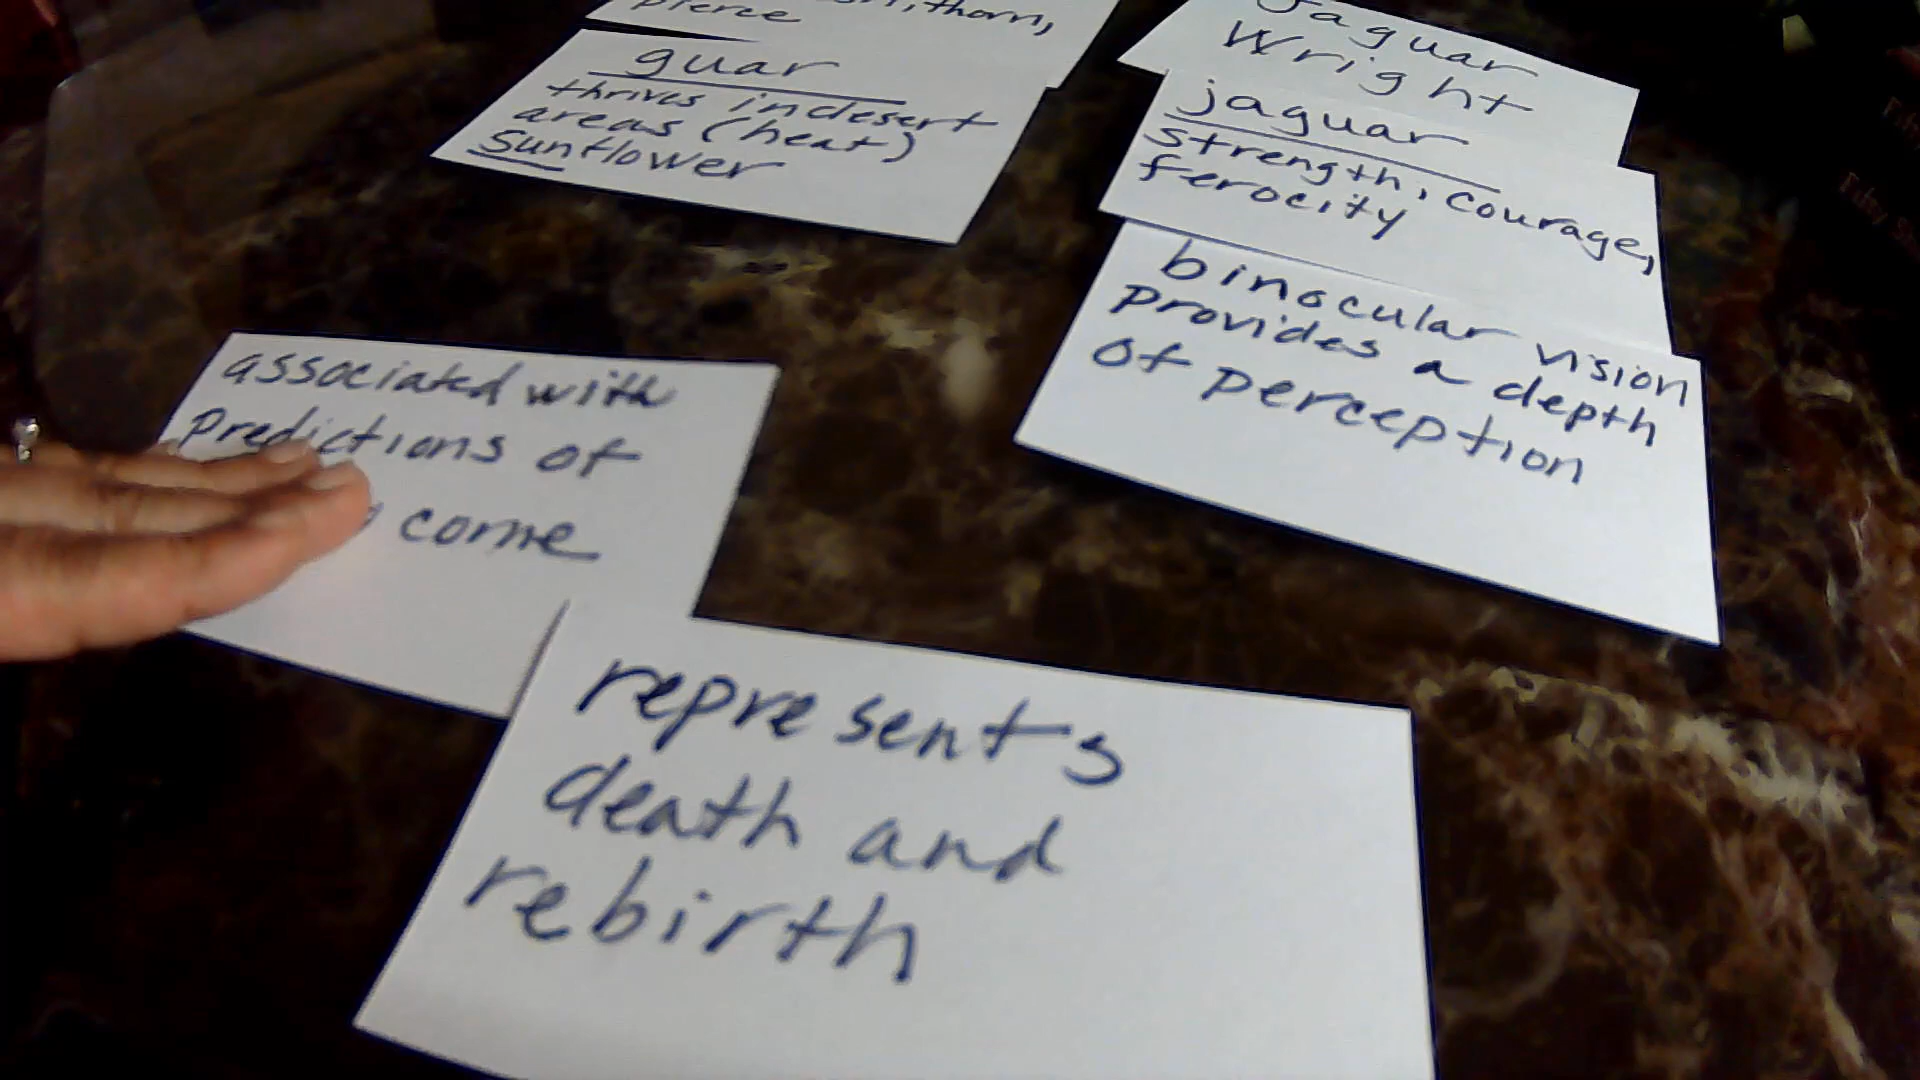 thorn,
pierce
guar
thrives in desert
areas (heat)
sunflower
Jaguar
Wright
jaguar
strength, courage,
ferocity
binocular vision
provides a depth
of perception
associated with
predictions of
come
represents
death and
rebirth